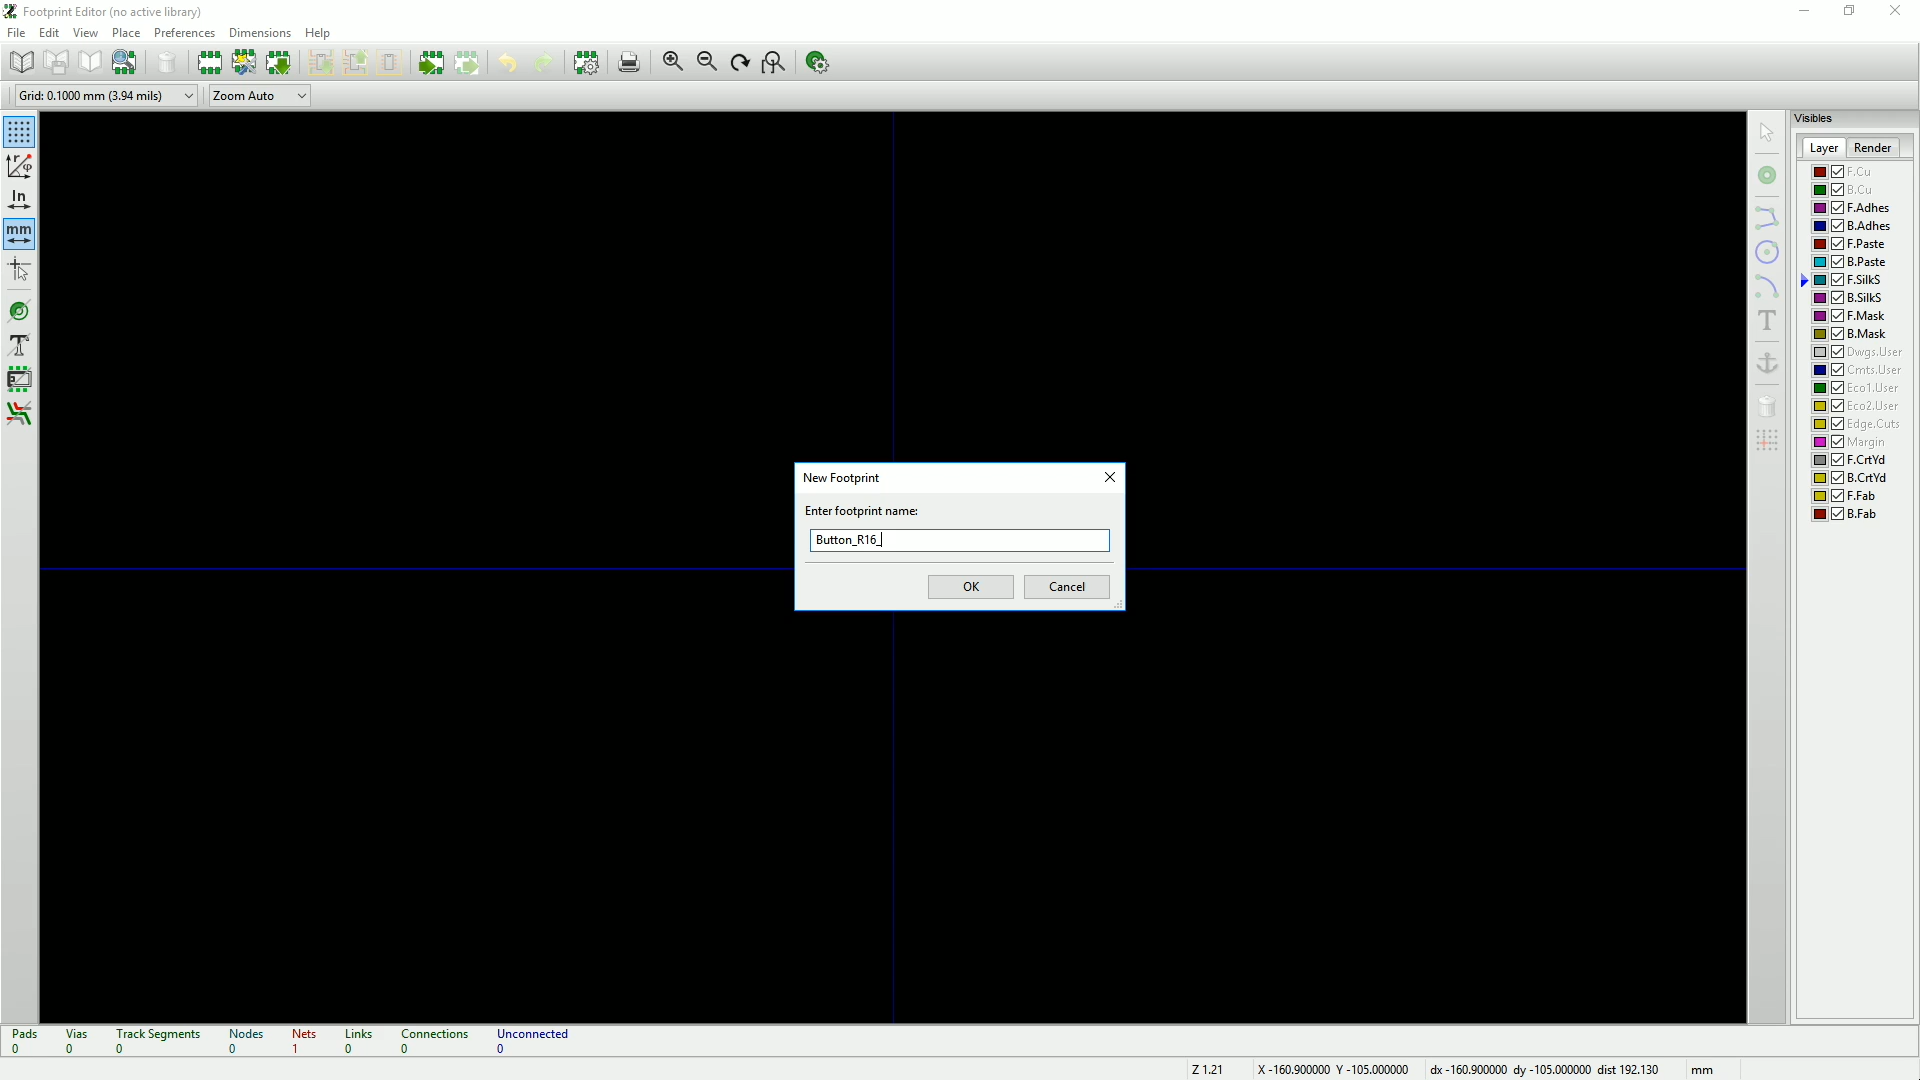 Footprint Editor (no active library)
File Edit View Place Preferences Dimensions Help
Grid: 0.1000 mm (3.94 mils) Zoom Auto
In
mm
Visibles
Layer Render
F.Cu
B.Cu
F.Adhes
B.Adhes
F.Paste
B.Paste
F.SilkS
B.SilkS
F.Mask
B.Mask
Dwgs.User
Cmts.User
Eco1.User
Eco2.User
Edge.Cuts
Margin
F.CrtYd
B.CrtYd
F.Fab
B.Fab
New Footprint
Enter footprint name:
Button_R16_
OK Cancel
Pads Vias Track Segments Nodes Nets Links Connections Unconnected
0 0 0 0 1 0 0 0
Z 1.21 X -160.900000 Y -105.000000 dx -160.900000 dy -105.000000 dist 192.130 mm